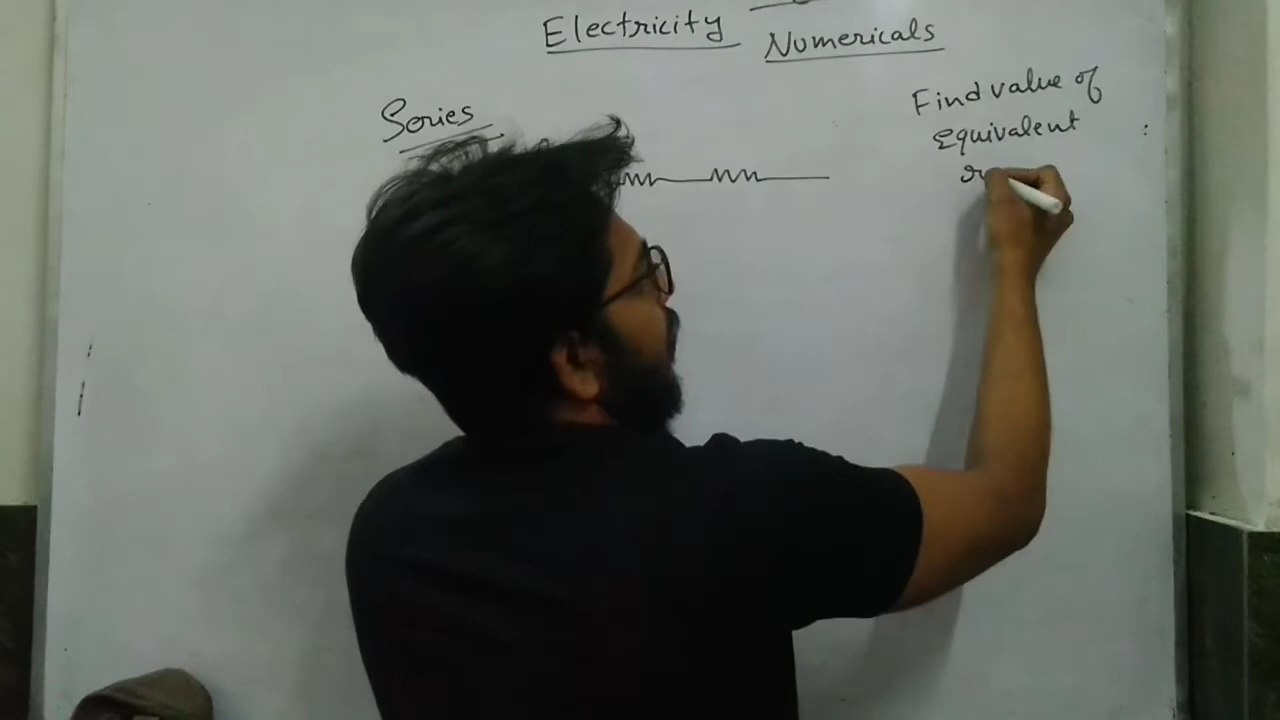 Electricity Numericals
Series
Find value of
Equivalent